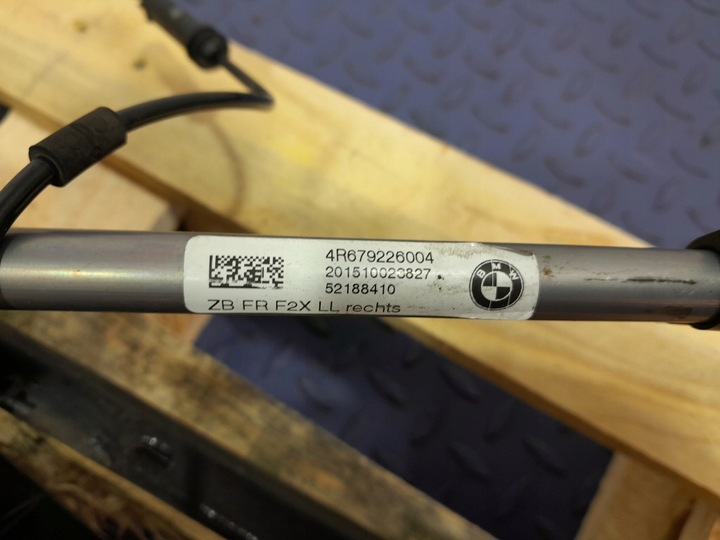 4R679226004
201510023827
52188410
ZB FR F2X LL rechts
BMW